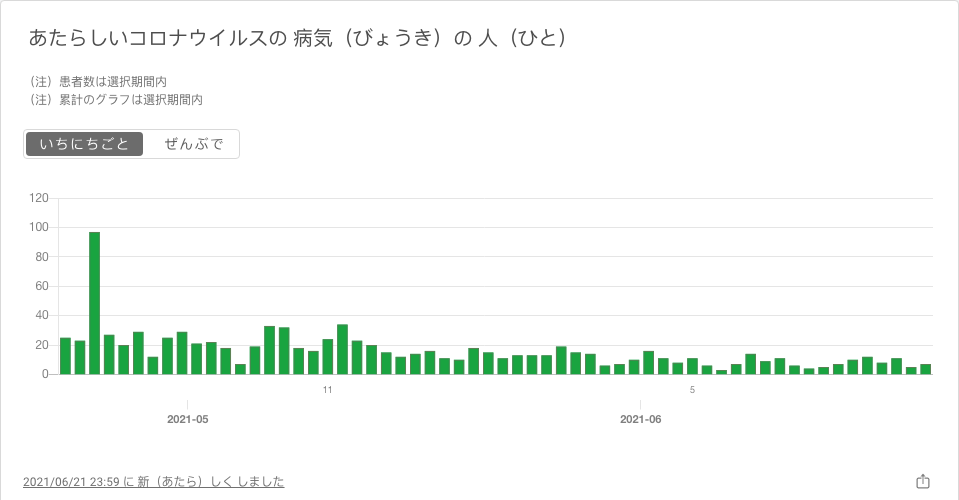 あたらしいコロナウイルスの 病気（びょうき）の 人（ひと）
（注）患者数は選択期間内
（注）累計のグラフは選択期間内
いちにちごと ぜんぶで
120
100
80
60
40
20
0
11 5
2021-05 2021-06
2021/06/21 23:59 に 新（あたら）しく しました